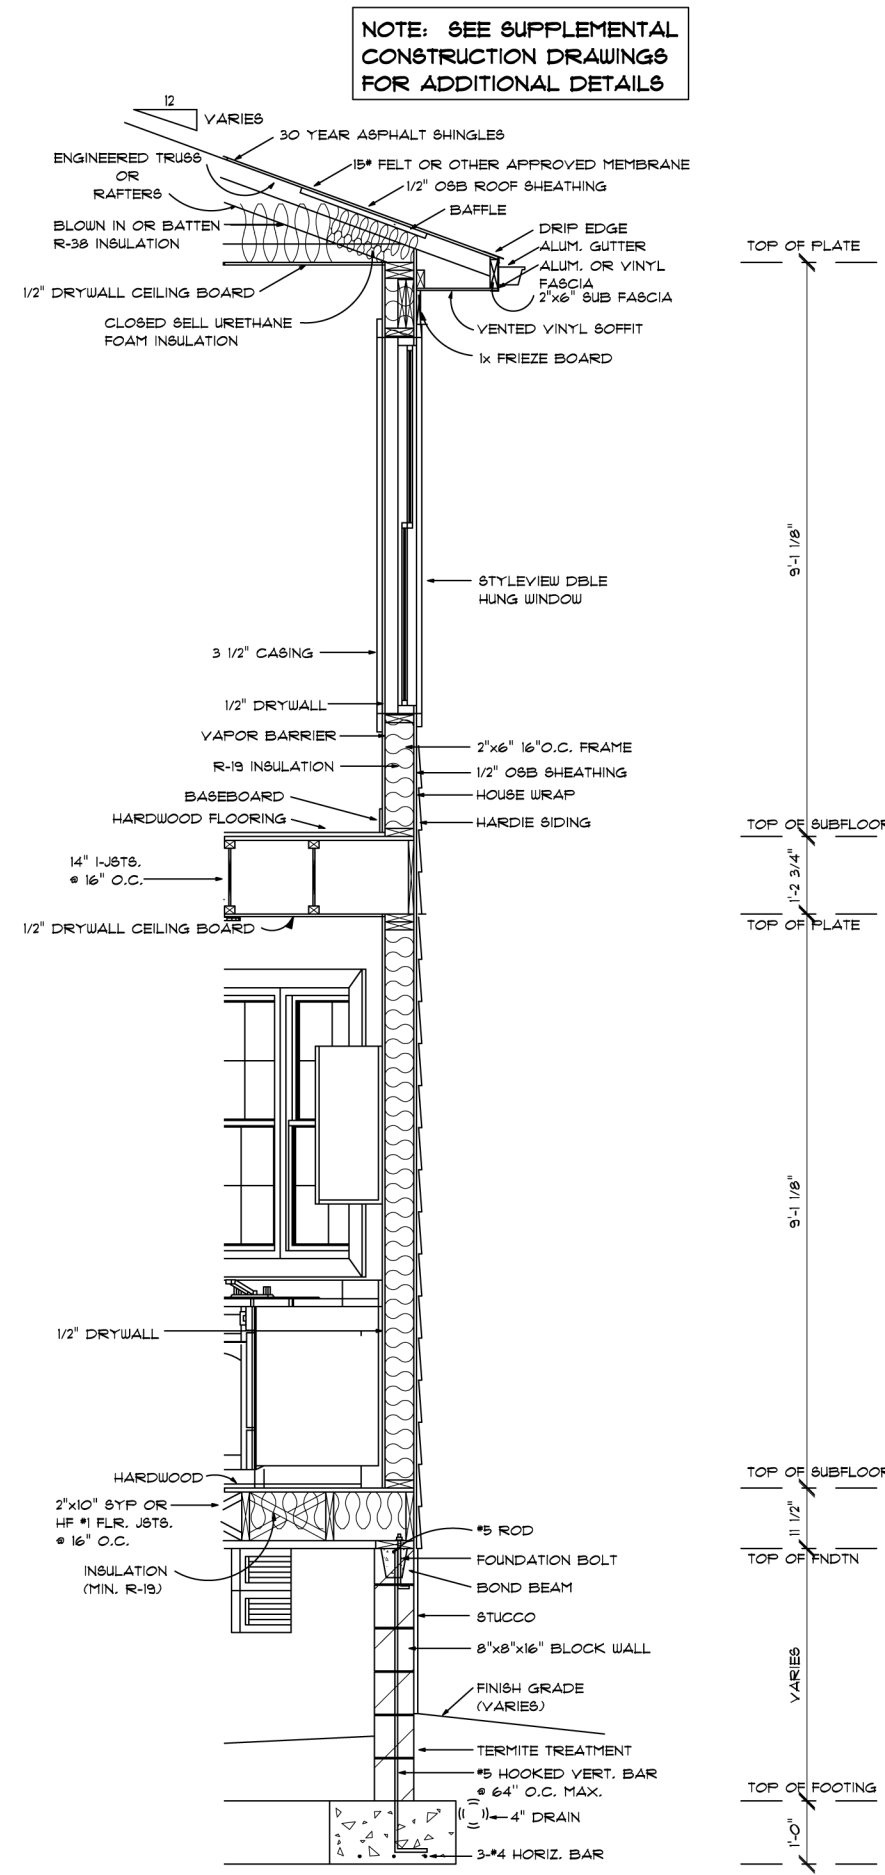 NOTE: SEE SUPPLEMENTAL
CONSTRUCTION DRAWINGS
FOR ADDITIONAL DETAILS
12
VARIES
30 YEAR ASPHALT SHINGLES
ENGINEERED TRUSS
OR
RAFTERS
15# FELT OR OTHER APPROVED MEMBRANE
1/2" OSB ROOF SHEATHING
BAFFLE
BLOWN IN OR BATTEN
R-38 INSULATION
DRIP EDGE
ALUM. GUTTER
ALUM. OR VINYL
FASCIA
2"x6" SUB FASCIA
TOP OF PLATE
1/2" DRYWALL CEILING BOARD
CLOSED SELL URETHANE
FOAM INSULATION
VENTED VINYL SOFFIT
1x FRIEZE BOARD
9'-1 1/8"
STYLEVIEW DBLE
HUNG WINDOW
3 1/2" CASING
1/2" DRYWALL
VAPOR BARRIER
2"x6" 16"O.C. FRAME
R-19 INSULATION
1/2" OSB SHEATHING
BASEBOARD
HOUSE WRAP
HARDWOOD FLOORING
HARDIE SIDING
TOP OF SUBFLOOR
14" I-JSTS.
@ 16" O.C.
1'-2 3/4"
1/2" DRYWALL CEILING BOARD
TOP OF PLATE
9'-1 1/8"
1/2" DRYWALL
HARDWOOD
TOP OF SUBFLOOR
2"x10" SYP OR
HF #1 FLR. JSTS.
@ 16" O.C.
11 1/2"
#5 ROD
INSULATION
(MIN. R-19)
FOUNDATION BOLT
TOP OF FNDTN
BOND BEAM
STUCCO
8"x8"x16" BLOCK WALL
VARIES
FINISH GRADE
(VARIES)
TERMITE TREATMENT
#5 HOOKED VERT. BAR
@ 64" O.C. MAX.
TOP OF FOOTING
4" DRAIN
1'-0"
3-#4 HORIZ. BAR